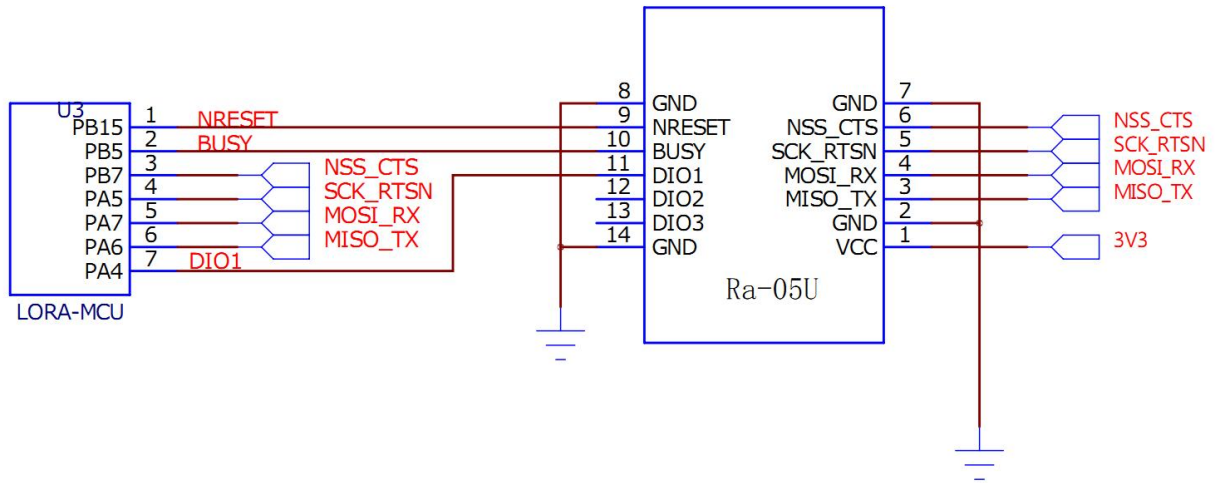 U3
PB15 1 NRESET
PB5 2 BUSY
PB7 3 NSS_CTS
PA5 4 SCK_RTSN
PA7 5 MOSI_RX
PA6 6 MISO_TX
PA4 7 DIO1
LORA-MCU
8 GND
9 NRESET
10 BUSY
11 DIO1
12 DIO2
13 DIO3
14 GND
GND 7
NSS_CTS 6 NSS_CTS
SCK_RTSN 5 SCK_RTSN
MOSI_RX 4 MOSI_RX
MISO_TX 3 MISO_TX
GND 2
VCC 1 3V3
Ra-05U